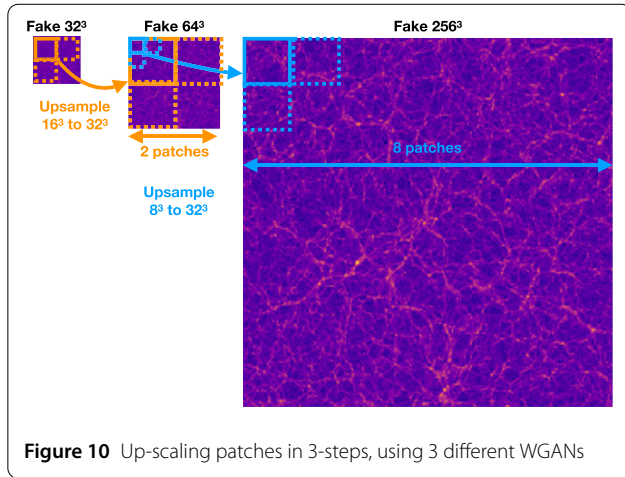 Fake 32³ Fake 64³ Fake 256³
Upsample
16³ to 32³
2 patches
8 patches
Upsample
8³ to 32³
Figure 10 Up-scaling patches in 3-steps, using 3 different WGANs